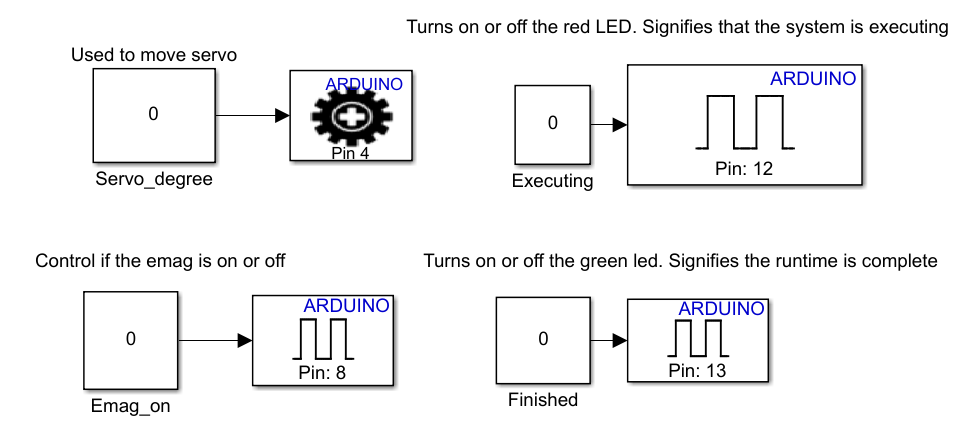 Turns on or off the red LED. Signifies that the system is executing
Used to move servo
0
ARDUINO
Pin 4
Servo_degree
0
ARDUINO
Pin: 12
Executing
Control if the emag is on or off
0
ARDUINO
Pin: 8
Emag_on
Turns on or off the green led. Signifies the runtime is complete
0
ARDUINO
Pin: 13
Finished